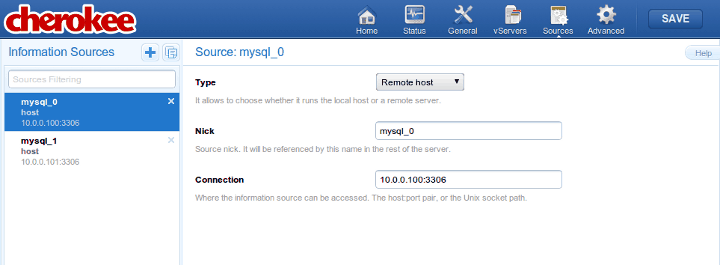 cherokee
Home
Status
General
vServers
Sources
Advanced
SAVE
Information Sources
Sources Filtering
mysql_0
host
10.0.0.100:3306
mysql_1
host
10.0.0.101:3306
Source: mysql_0
Help
Type
Remote host
It allows to choose whether it runs the local host or a remote server.
Nick
mysql_0
Source nick. It will be referenced by this name in the rest of the server.
Connection
10.0.0.100:3306
Where the information source can be accessed. The host:port pair, or the Unix socket path.